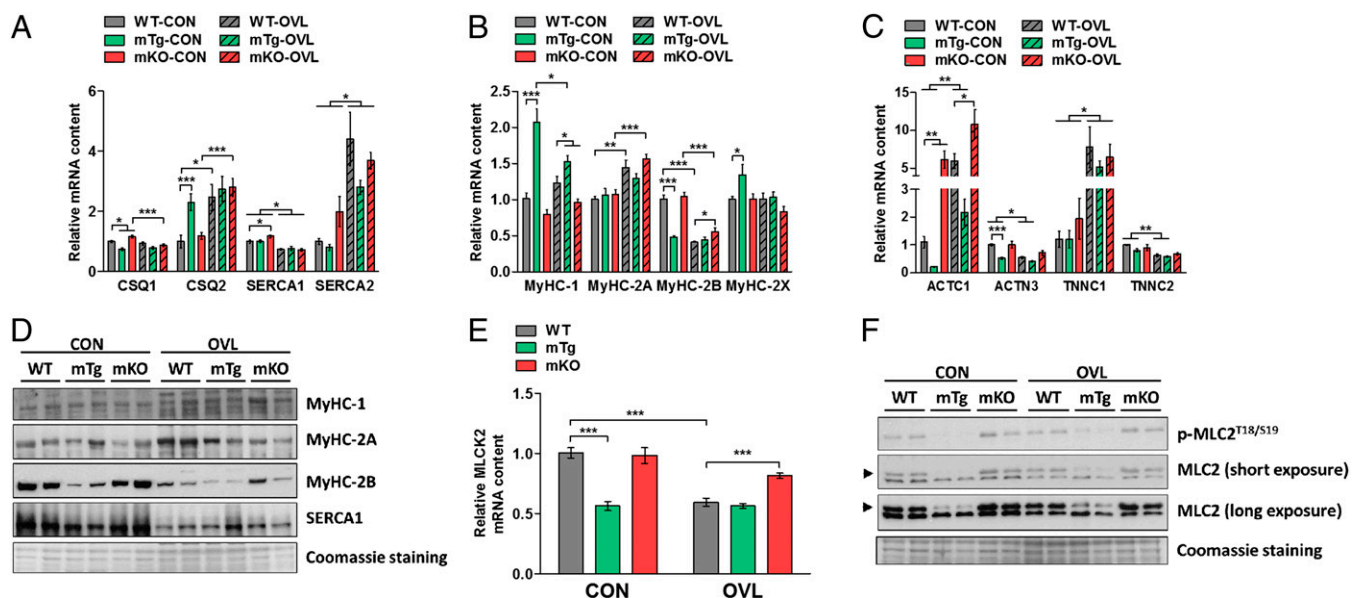 A
WT-CON WT-OVL
mTg-CON mTg-OVL
mKO-CON mKO-OVL
Relative mRNA content
6
4
2
0
* *** *** * *** * * *
CSQ1 CSQ2 SERCA1 SERCA2
B
WT-CON WT-OVL
mTg-CON mTg-OVL
mKO-CON mKO-OVL
Relative mRNA content
2.5
2.0
1.5
1.0
0.5
0.0
*** * * ** *** *** *** *** * *
MyHC-1 MyHC-2A MyHC-2B MyHC-2X
C
WT-CON WT-OVL
mTg-CON mTg-OVL
mKO-CON mKO-OVL
Relative mRNA content
15
10
5
2
1
0
** ** * *** * * **
ACTC1 ACTN3 TNNC1 TNNC2
D
CON OVL
WT mTg mKO WT mTg mKO
MyHC-1
MyHC-2A
MyHC-2B
SERCA1
Coomassie staining
E
WT
mTg
mKO
Relative MLCK2
mRNA content
1.5
1.0
0.5
0.0
*** *** ***
CON OVL
F
CON OVL
WT mTg mKO WT mTg mKO
p-MLC2T18/S19
MLC2 (short exposure)
MLC2 (long exposure)
Coomassie staining